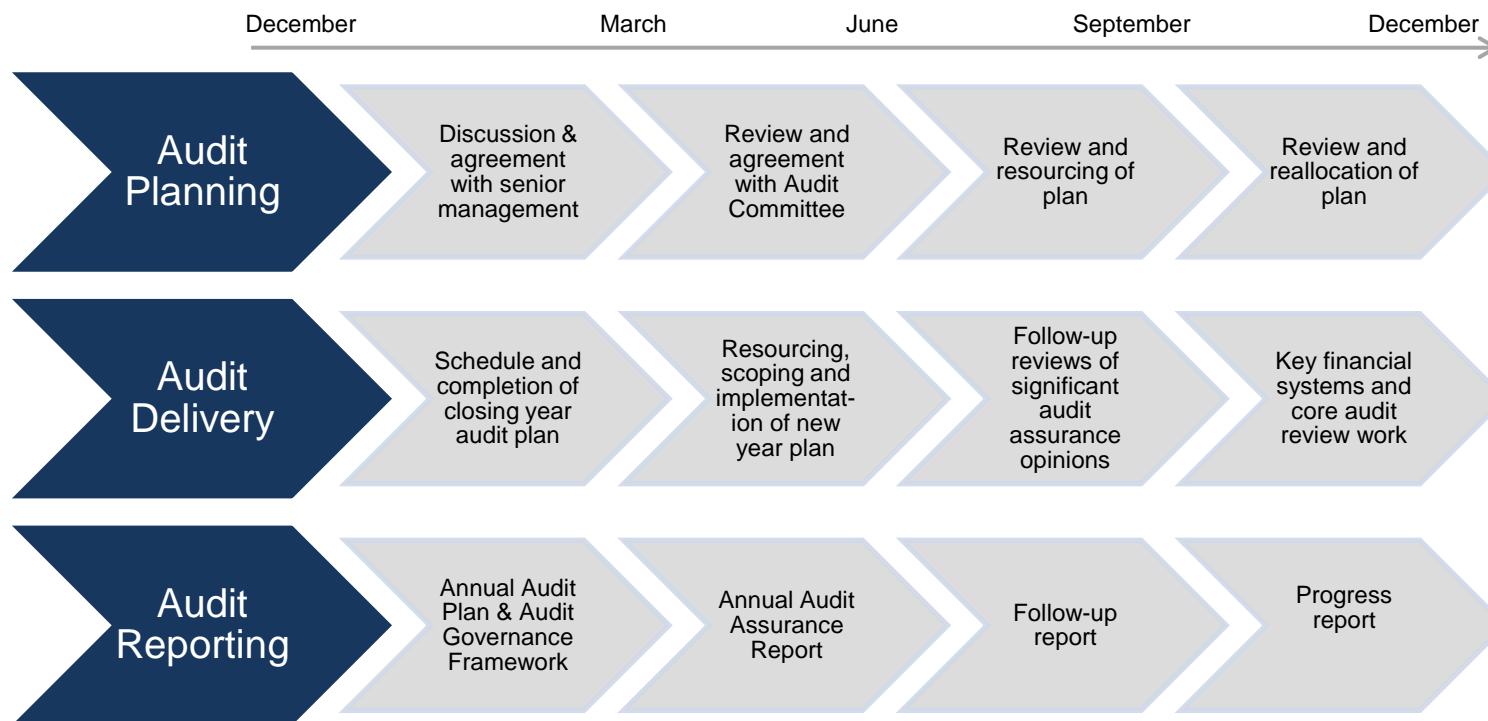 December March June September December
Audit
Planning
Discussion &
agreement
with senior
management
Review and
agreement
with Audit
Committee
Review and
resourcing of
plan
Review and
reallocation of
plan
Audit
Delivery
Schedule and
completion of
closing year
audit plan
Resourcing,
scoping and
implementat-
ion of new
year plan
Follow-up
reviews of
significant
audit
assurance
opinions
Key financial
systems and
core audit
review work
Audit
Reporting
Annual Audit
Plan & Audit
Governance
Framework
Annual Audit
Assurance
Report
Follow-up
report
Progress
report